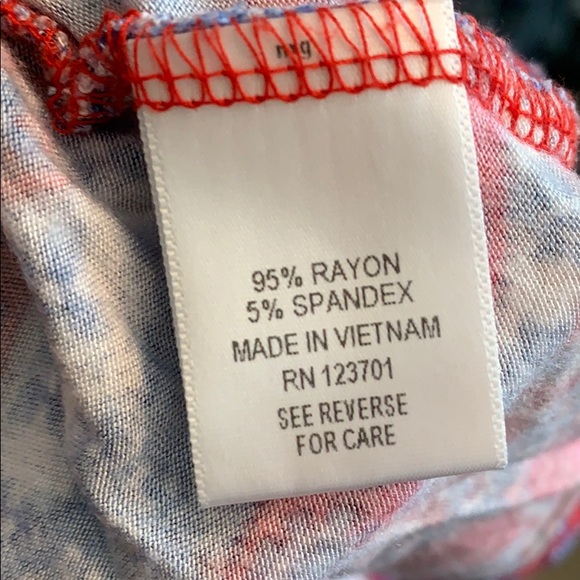 95% RAYON
5% SPANDEX
MADE IN VIETNAM
RN 123701
SEE REVERSE
FOR CARE